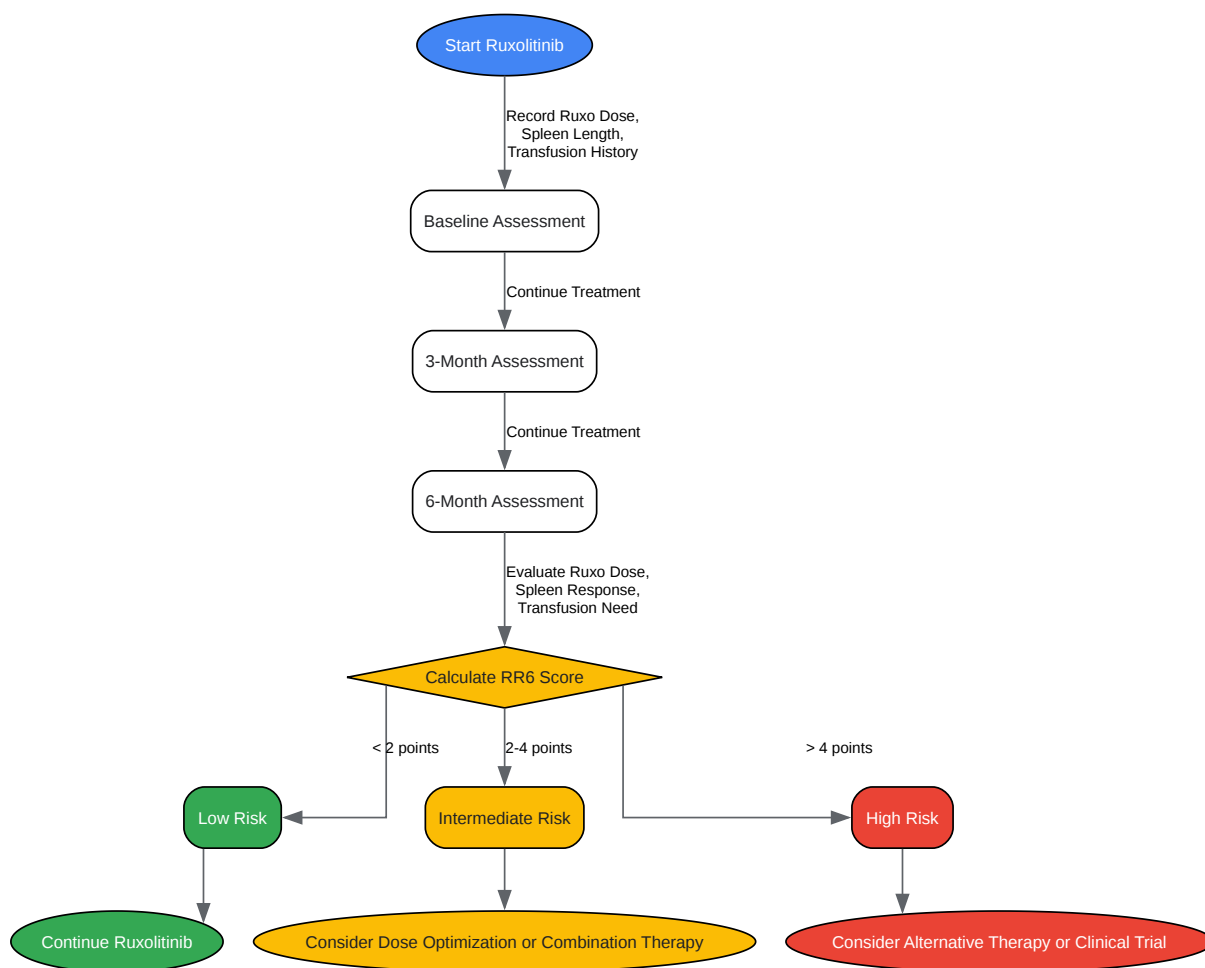 Start Ruxolitinib
Record Ruxo Dose,
Spleen Length,
Transfusion History
Baseline Assessment
Continue Treatment
3-Month Assessment
Continue Treatment
6-Month Assessment
Evaluate Ruxo Dose,
Spleen Response,
Transfusion Need
Calculate RR6 Score
< 2 points
2-4 points
> 4 points
Low Risk
Intermediate Risk
High Risk
Continue Ruxolitinib
Consider Dose Optimization or Combination Therapy
Consider Alternative Therapy or Clinical Trial